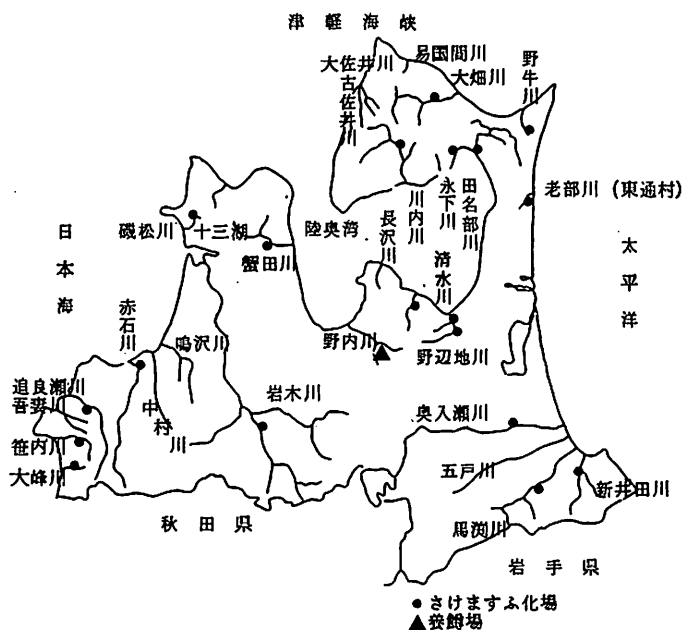 津軽海峡
易国間川
大佐井川
大畑川
野牛川
古佐井川
老部川（東通村）
川内川
永下川
田名部川
陸奥湾
長沢川
清水川
磯松川
十三湖
蟹田川
日本海
太平洋
赤石川
鳴沢川
野内川
野辺地川
追良瀬川
吾妻川
中村川
岩木川
奥入瀬川
笹内川
大峰川
五戸川
新井田川
馬渕川
秋田県
岩手県
●さけますふ化場
▲養鱒場